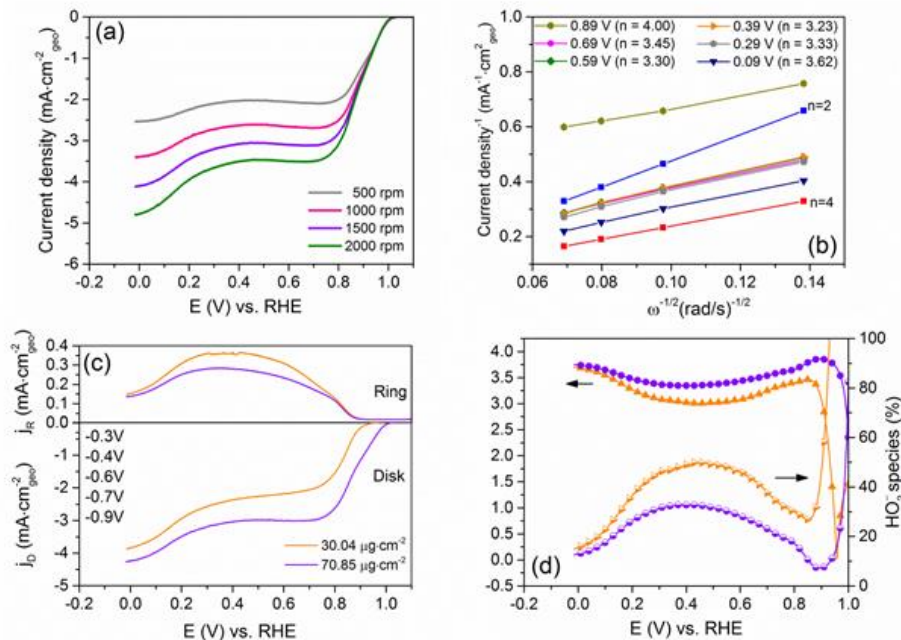 (a)
0
-1
-2
-3
-4
-5
-6
Current density (mA·cm⁻²geo)
500 rpm
1000 rpm
1500 rpm
2000 rpm
-0.2 0.0 0.2 0.4 0.6 0.8 1.0 1.2
E (V) vs. RHE
(b)
1.0
0.8
0.6
0.4
0.2
Current density⁻¹ (mA⁻¹·cm²geo)
0.89 V (n = 4.00) 0.39 V (n = 3.23)
0.69 V (n = 3.45) 0.29 V (n = 3.33)
0.59 V (n = 3.30) 0.09 V (n = 3.62)
n=2
n=4
0.06 0.08 0.10 0.12 0.14
ω⁻¹/²(rad/s)⁻¹/²
(c)
0.4
0.3
0.2
0.1
0.0
jR (mA·cm⁻²geo)
Ring
-0.3V
-0.4V
-0.6V
-0.7V
-0.9V
Disk
-1
-2
-3
-4
-5
jD (mA·cm⁻²geo)
30.04 µg·cm⁻²
70.85 µg·cm⁻²
-0.2 0.0 0.2 0.4 0.6 0.8 1.0
E (V) vs. RHE
4.0
3.5
3.0
2.5
2.0
1.5
1.0
0.5
0.0
-0.5
(d)
100
80
60
40
20
0
HO₂⁻ species (%)
-0.2 0.0 0.2 0.4 0.6 0.8 1.0
E (V) vs. RHE